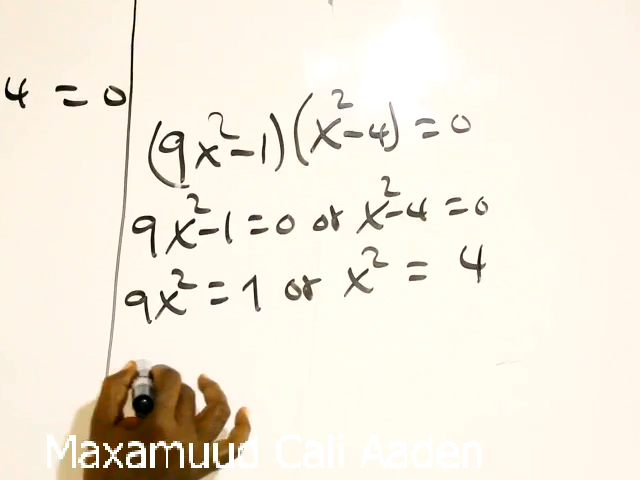 4 = 0
(9x²-1)(x²-4) = 0
9x²-1 = 0 or x²-4 = 0
9x² = 1 or x² = 4
Maxamuud Cali Aaden